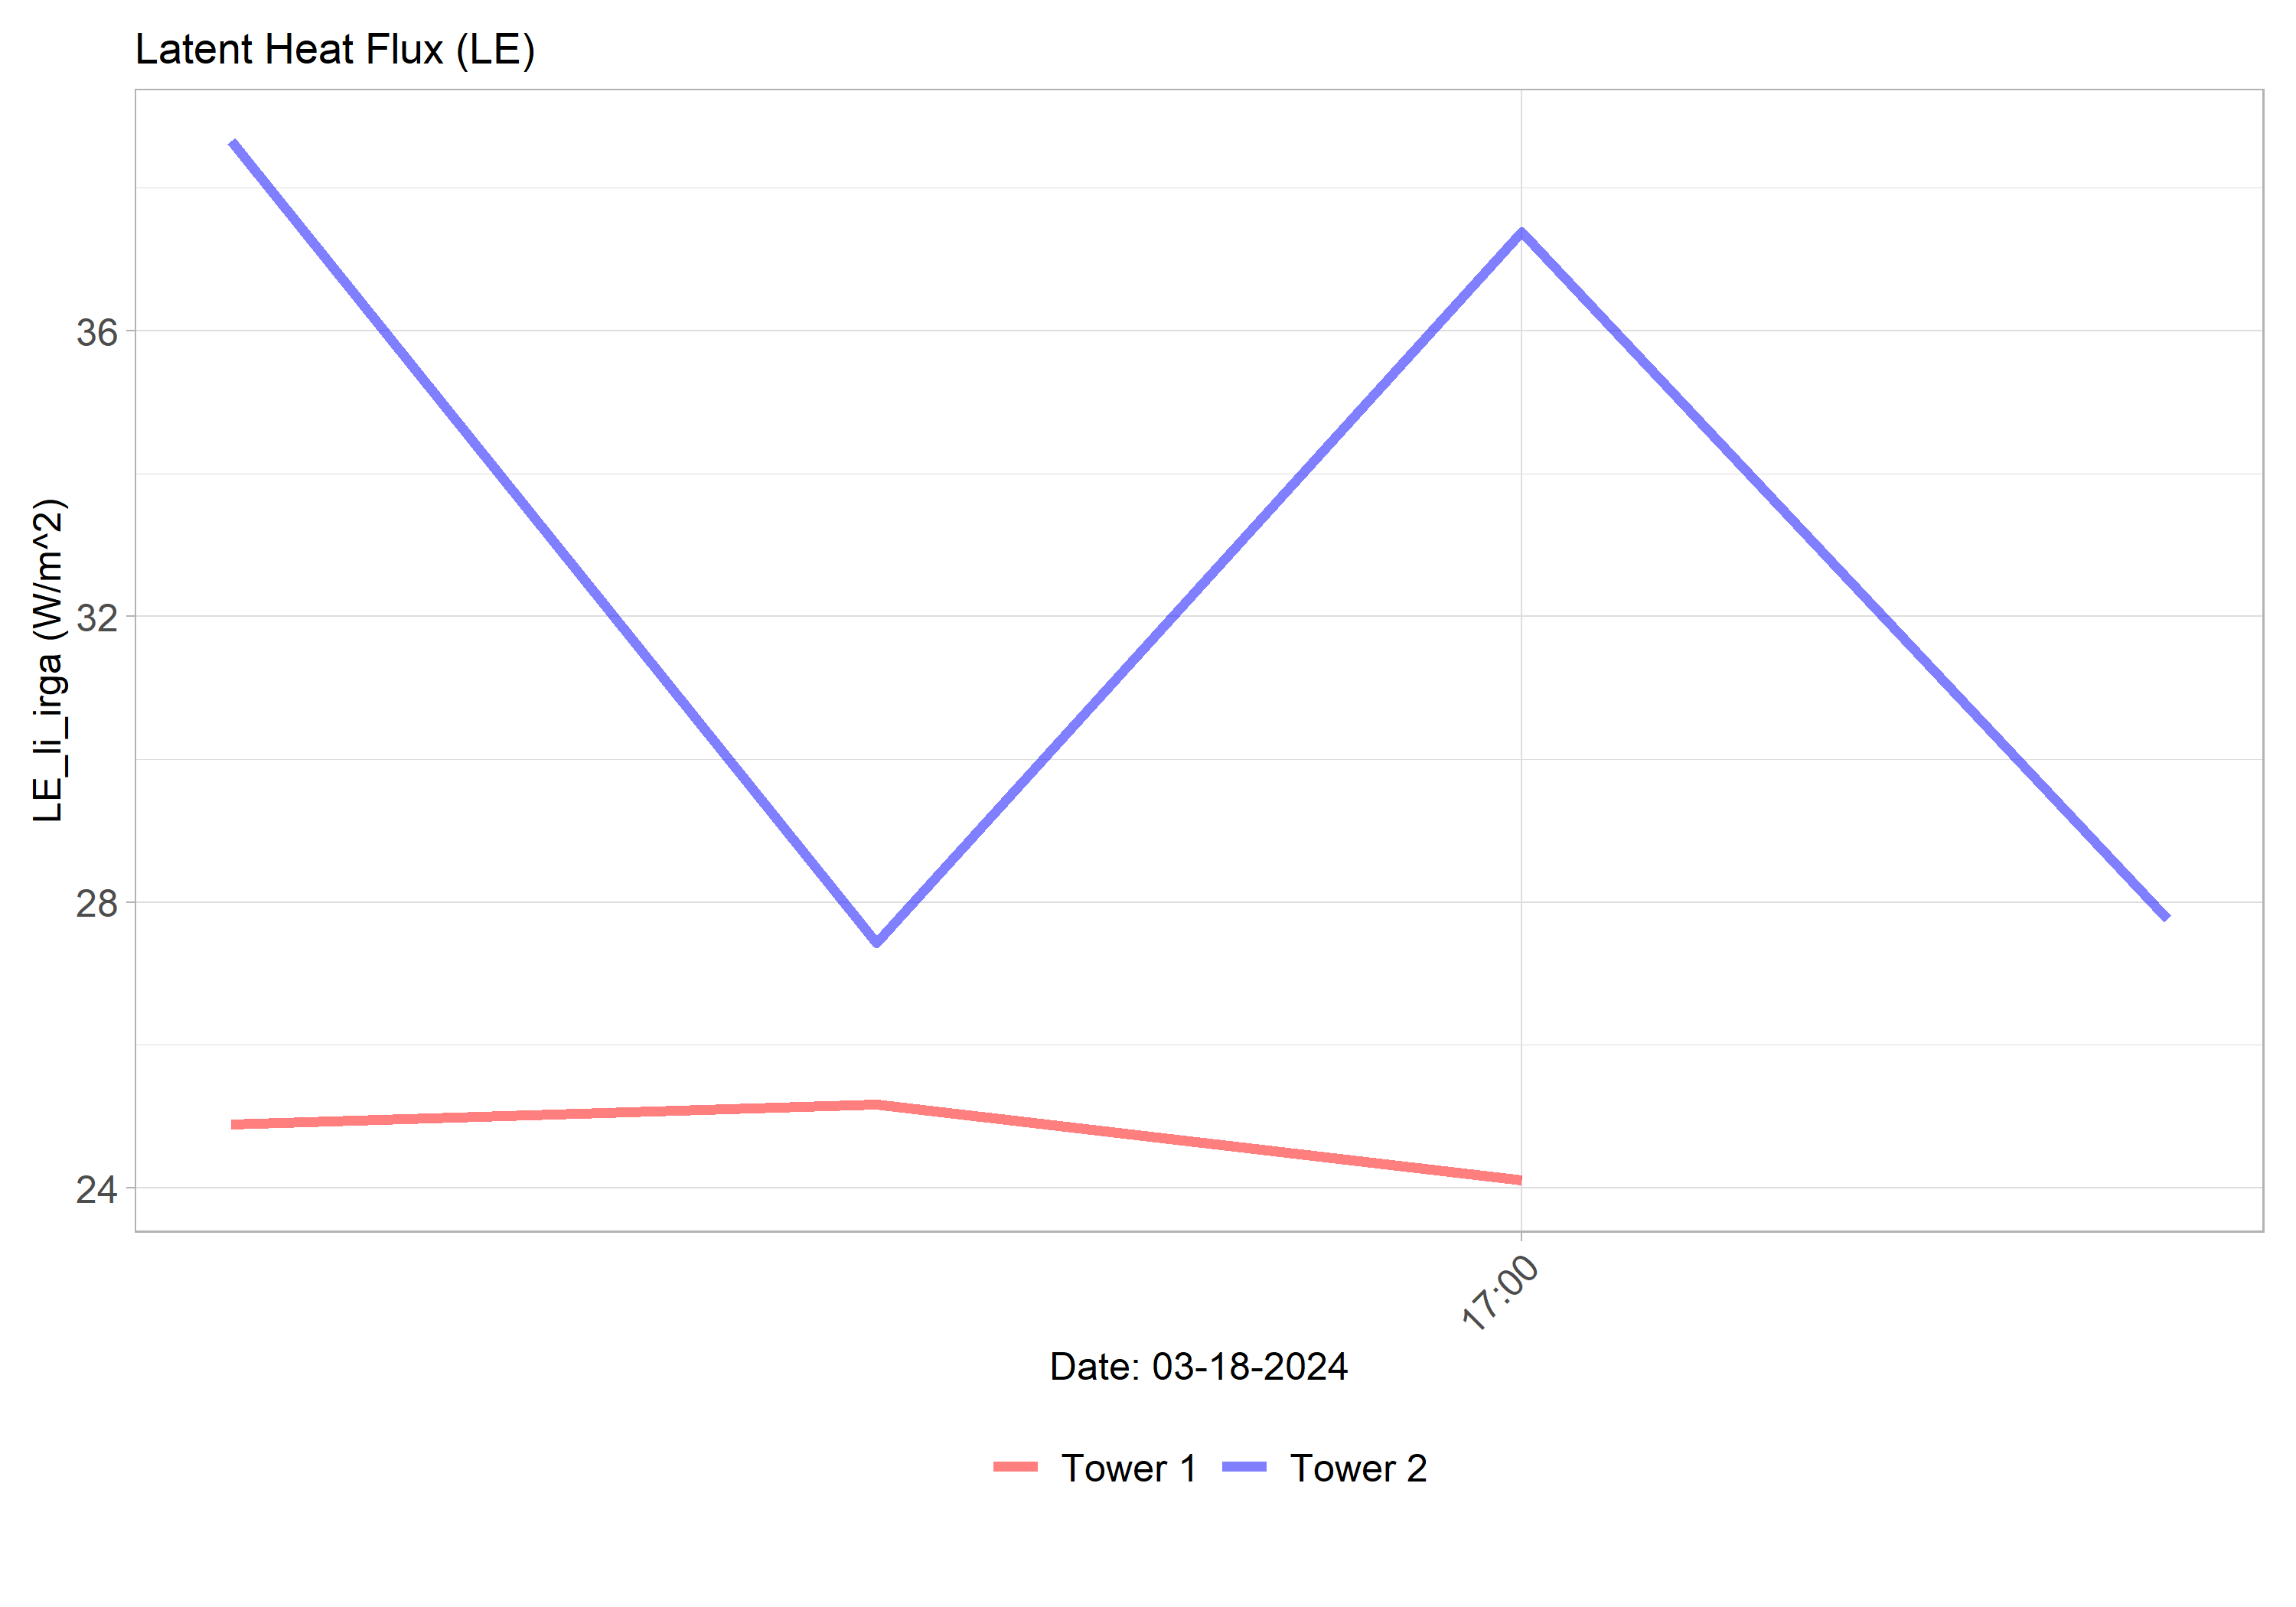 Latent Heat Flux (LE)
LE_li_irga (W/m^2)
36
32
28
24
17:00
Date: 03-18-2024
Tower 1
Tower 2